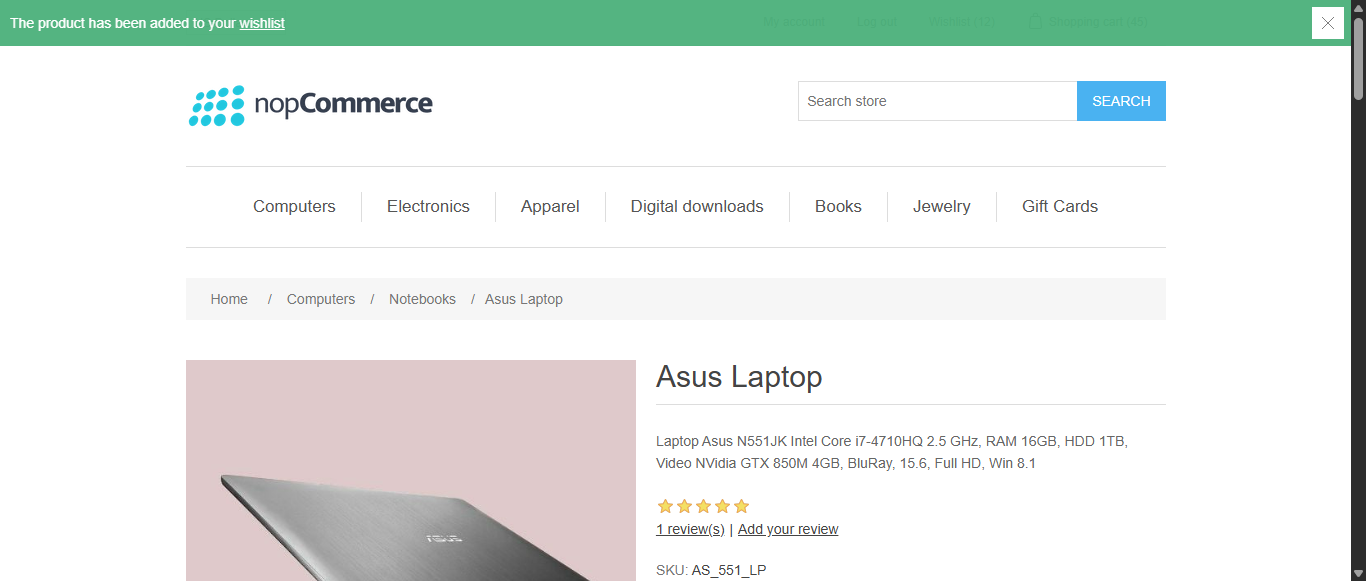 The product has been added to your wishlist
My account Log out Wishlist (12) Shopping cart (45)
nopCommerce
Search store
SEARCH
Computers Electronics Apparel Digital downloads Books Jewelry Gift Cards
Home / Computers / Notebooks / Asus Laptop
Asus Laptop
Laptop Asus N551JK Intel Core i7-4710HQ 2.5 GHz, RAM 16GB, HDD 1TB,
Video NVidia GTX 850M 4GB, BluRay, 15.6, Full HD, Win 8.1
1 review(s) | Add your review
ASUS
SKU: AS_551_LP